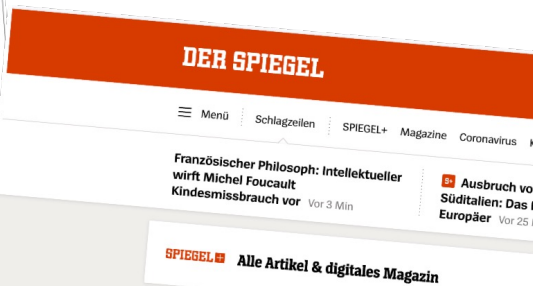 DER SPIEGEL
Menü
Schlagzeilen
SPIEGEL+
Magazine
Coronavirus
Französischer Philosoph: Intellektueller
wirft Michel Foucault
Kindesmissbrauch vor Vor 3 Min
S+ Ausbruch vo
Süditalien: Das
Europäer Vor 25
SPIEGEL+ Alle Artikel & digitales Magazin